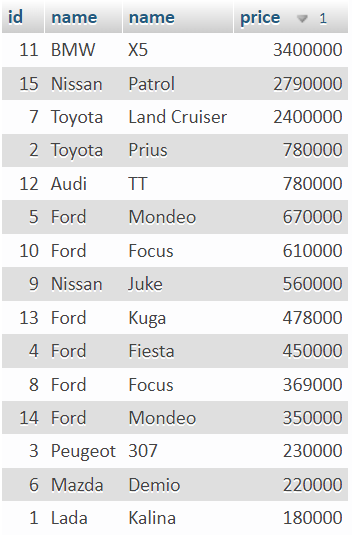 id name name price 1
11 BMW X5 3400000
15 Nissan Patrol 2790000
7 Toyota Land Cruiser 2400000
2 Toyota Prius 780000
12 Audi TT 780000
5 Ford Mondeo 670000
10 Ford Focus 610000
9 Nissan Juke 560000
13 Ford Kuga 478000
4 Ford Fiesta 450000
8 Ford Focus 369000
14 Ford Mondeo 350000
3 Peugeot 307 230000
6 Mazda Demio 220000
1 Lada Kalina 180000